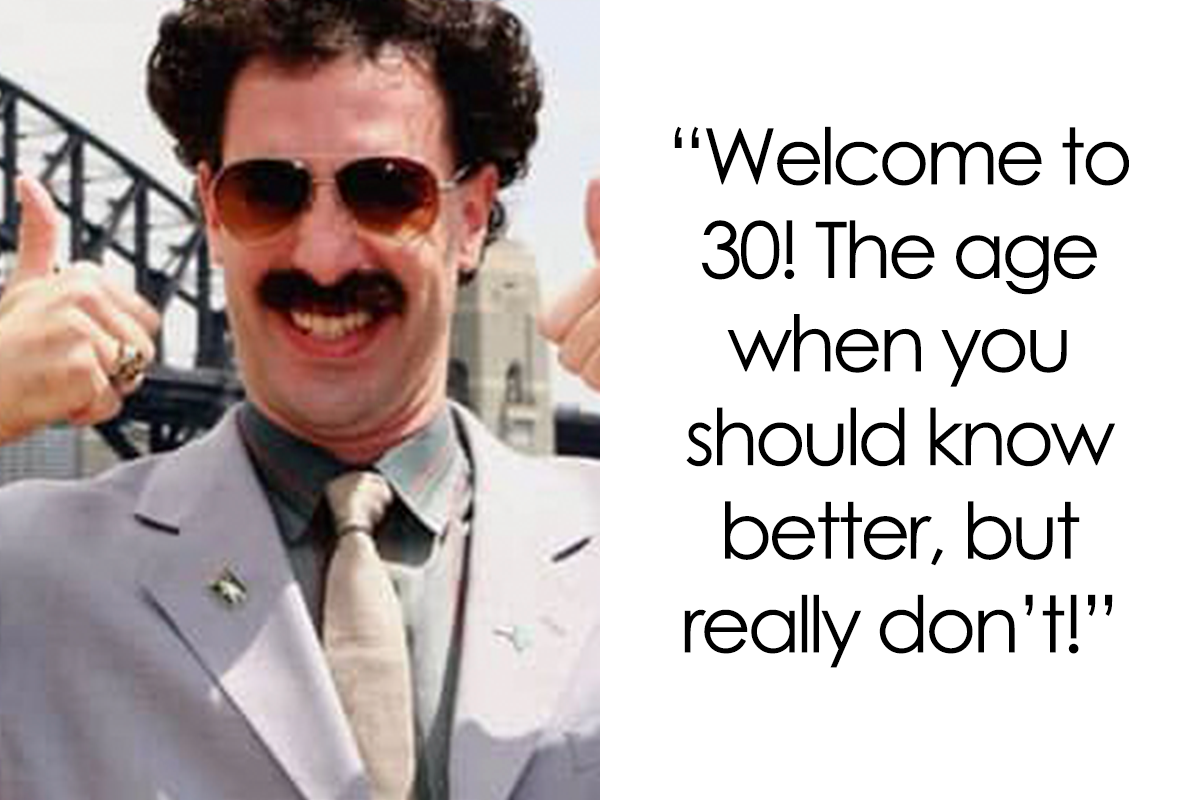 “Welcome to
30! The age
when you
should know
better, but
really don’t!”